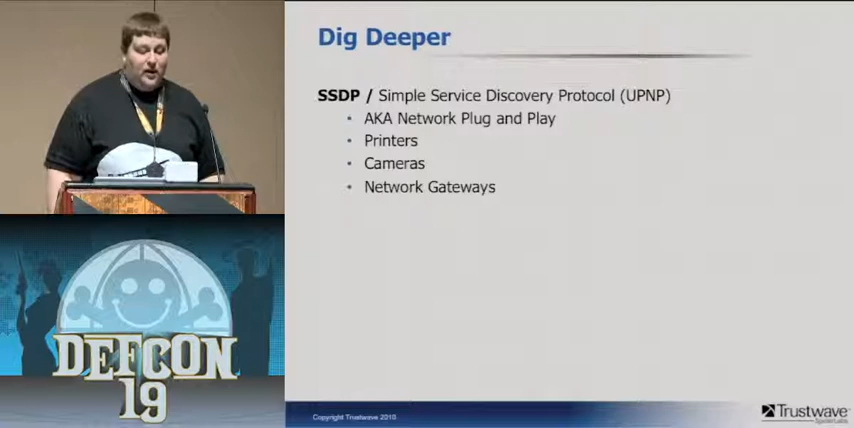 Dig Deeper
SSDP / Simple Service Discovery Protocol (UPNP)
• AKA Network Plug and Play
• Printers
• Cameras
• Network Gateways
DEFCON
19
Copyright Trustwave 2010
Trustwave
SpiderLabs